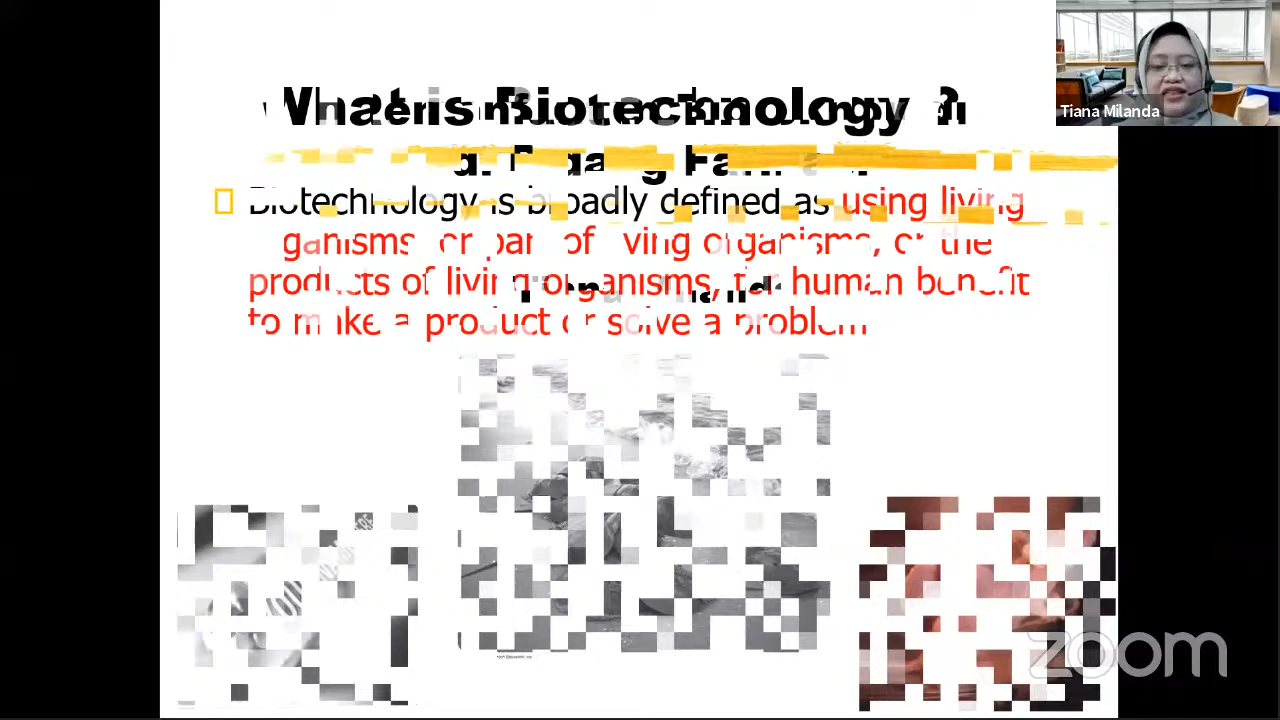 What is Biotechnology ?
Biotechnology is broadly defined as using living
organisms, or part of living organisms, or the
products of living organisms, for human benefit
to make a product or solve a problem
Tiana Milanda
zoom